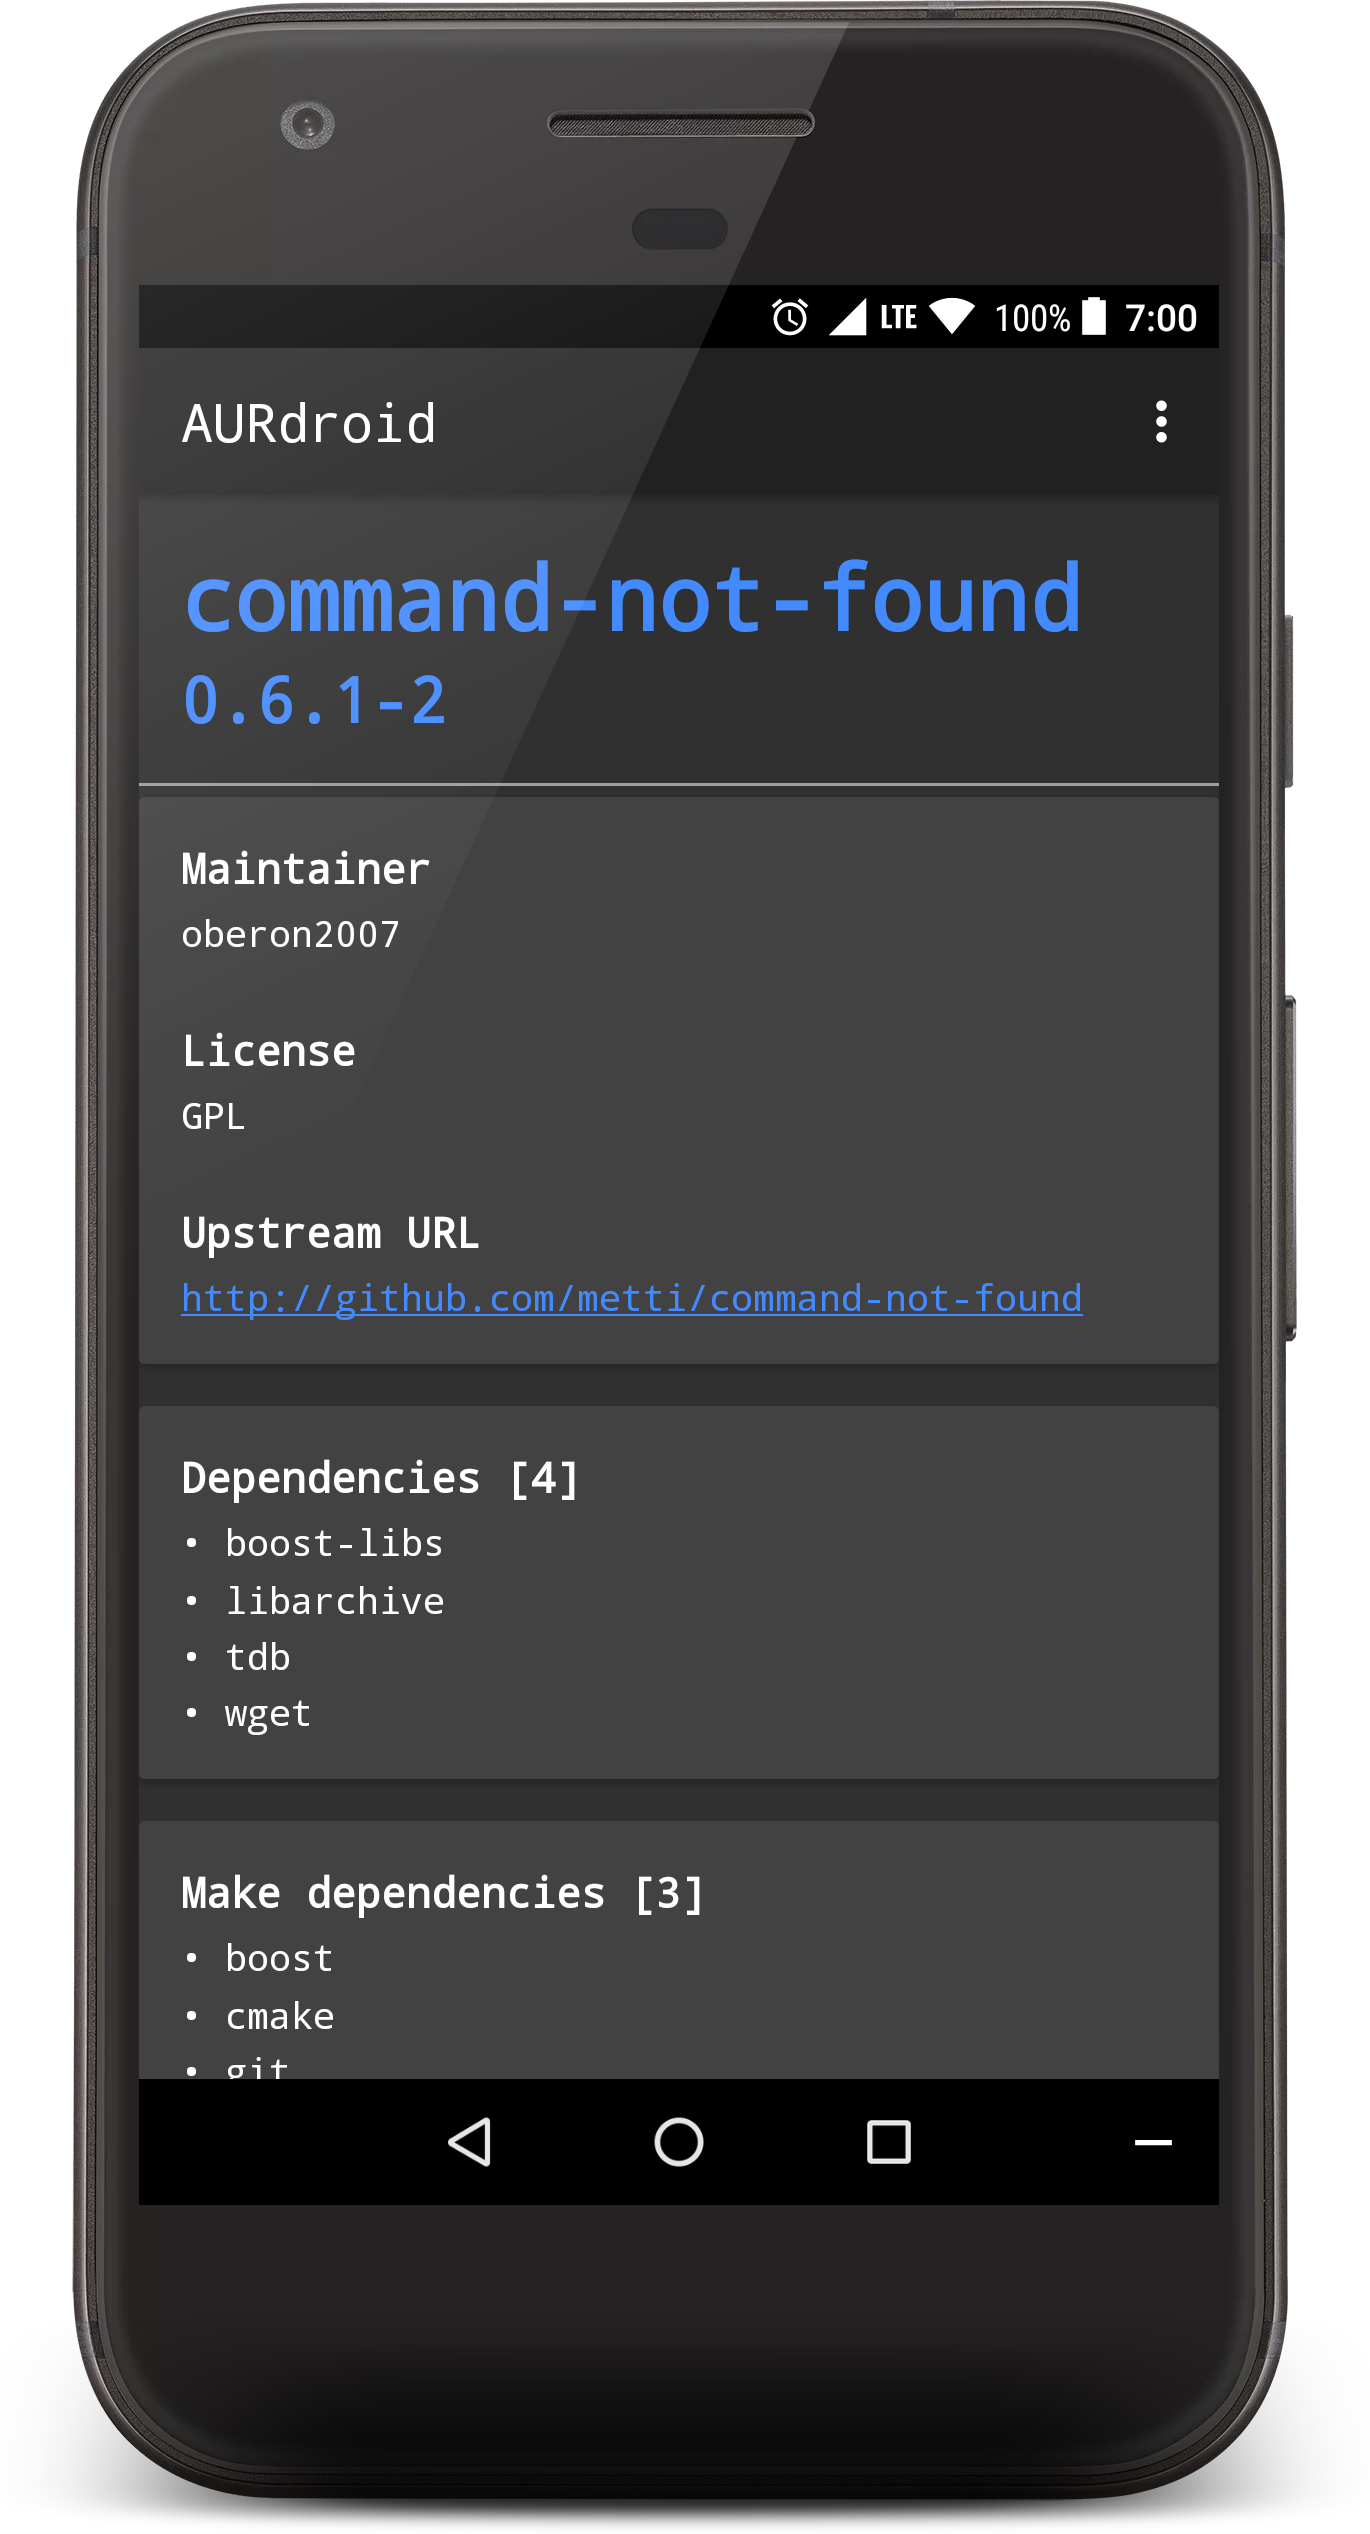 LTE 100% 7:00
AURdroid
command-not-found
0.6.1-2
Maintainer
oberon2007
License
GPL
Upstream URL
http://github.com/metti/command-not-found
Dependencies [4]
• boost-libs
• libarchive
• tdb
• wget
Make dependencies [3]
• boost
• cmake
• git